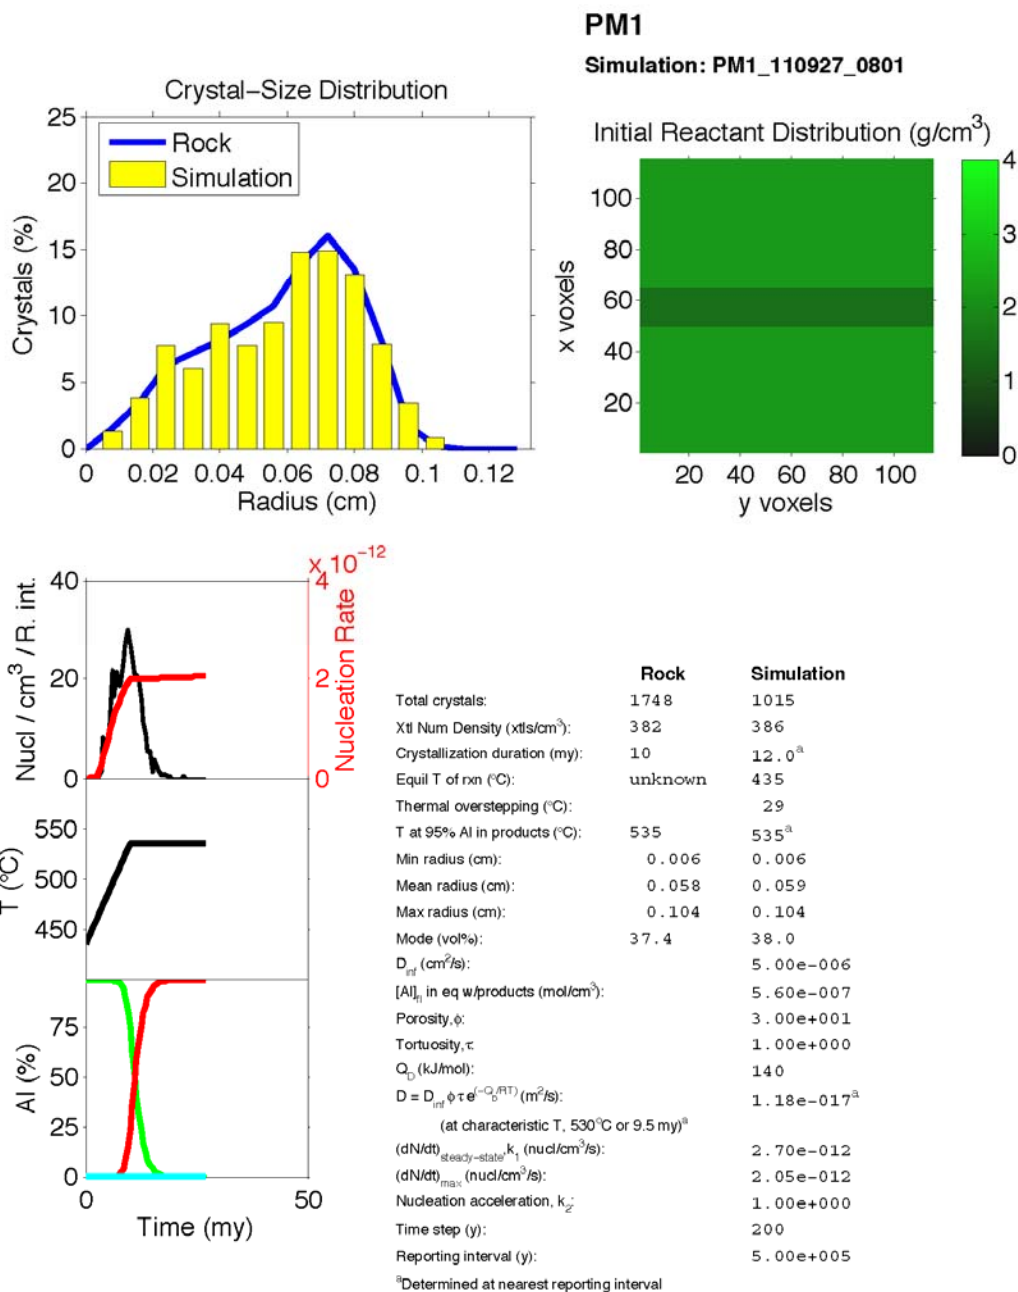 PM1
Simulation: PM1_110927_0801
Crystal-Size Distribution
25
20
15
10
5
0
Crystals (%)
Rock
Simulation
0 0.02 0.04 0.06 0.08 0.1 0.12
Radius (cm)
Initial Reactant Distribution (g/cm³)
100
80
60
40
20
x voxels
20 40 60 80 100
y voxels
4
3
2
1
0
x 10⁻¹²
40
20
0
Nucl / cm³ / R. int.
4
2
0
Nucleation Rate
550
500
450
T (°C)
75
50
25
0
Al (%)
0 50
Time (my)
Rock Simulation
Total crystals: 1748 1015
Xtl Num Density (xtls/cm³): 382 386
Crystallization duration (my): 10 12.0ᵃ
Equil T of rxn (°C): unknown 435
Thermal overstepping (°C): 29
T at 95% Al in products (°C): 535 535ᵃ
Min radius (cm): 0.006 0.006
Mean radius (cm): 0.058 0.059
Max radius (cm): 0.104 0.104
Mode (vol%): 37.4 38.0
D_inf (cm²/s): 5.00e-006
[Al]_fl in eq w/products (mol/cm³): 5.60e-007
Porosity,ϕ: 3.00e+001
Tortuosity,τ: 1.00e+000
Q_D (kJ/mol): 140
D = D_inf ϕ τ e^(-Q_D/RT) (m²/s): 1.18e-017ᵃ
(at characteristic T, 530°C or 9.5 my)ᵃ
(dN/dt)_steady-state,k₁ (nucl/cm³/s): 2.70e-012
(dN/dt)_max (nucl/cm³/s): 2.05e-012
Nucleation acceleration, k₂: 1.00e+000
Time step (y): 200
Reporting interval (y): 5.00e+005
ᵃDetermined at nearest reporting interval